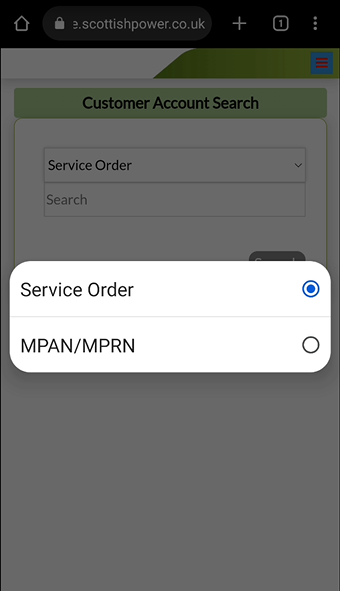 e.scottishpower.co.uk
1
Customer Account Search
Service Order
Search
Service Order
MPAN/MPRN